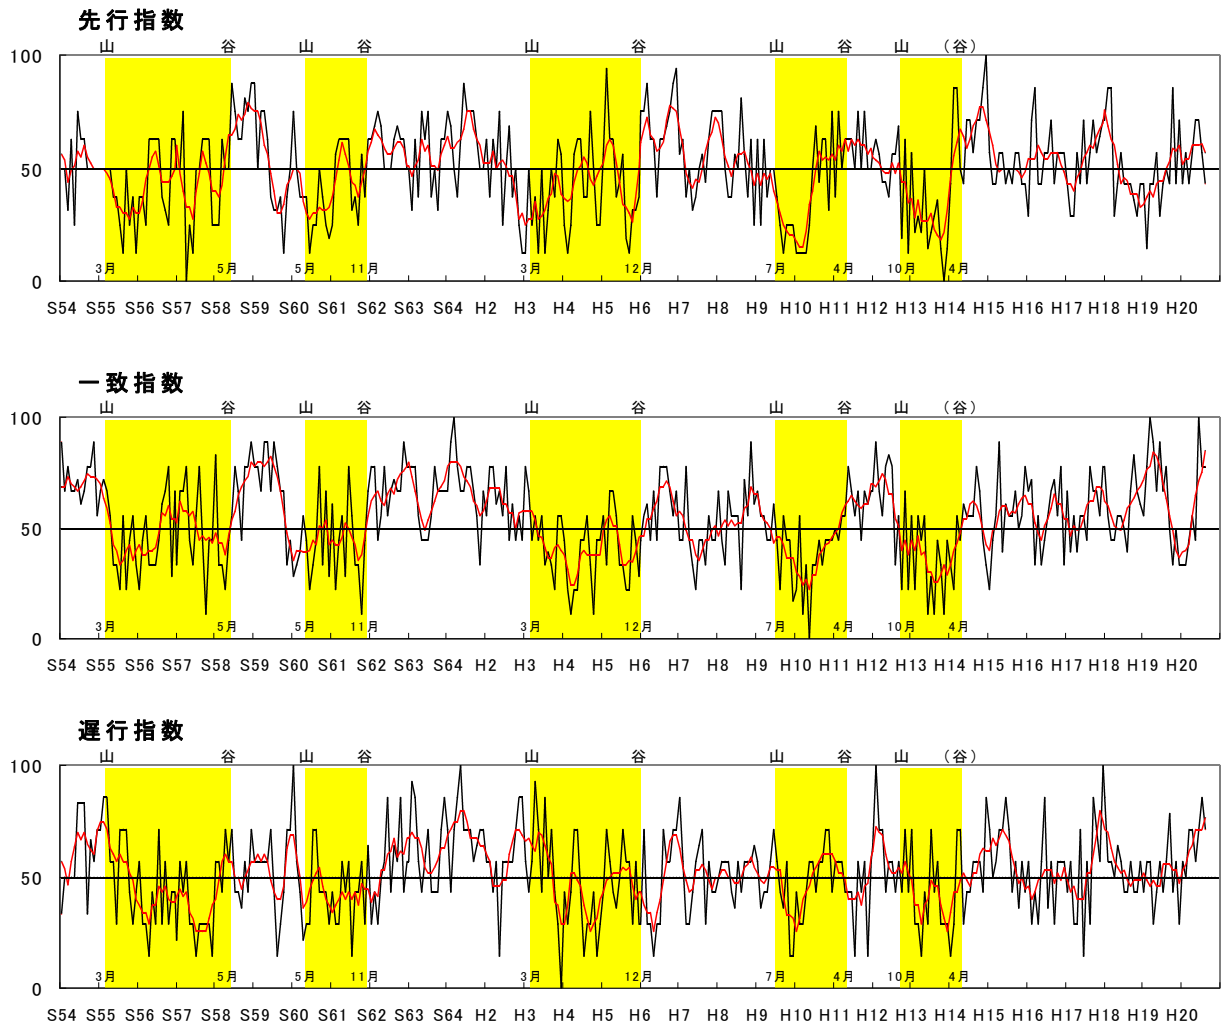 先行指数
山 谷 山 谷 山 谷 山 谷 山 （谷）
100
50
0
3月 5月 5月 11月 3月 12月 7月 4月 10月 4月
S54 S55 S56 S57 S58 S59 S60 S61 S62 S63 S64 H2 H3 H4 H5 H6 H7 H8 H9 H10 H11 H12 H13 H14 H15 H16 H17 H18 H19 H20
一致指数
山 谷 山 谷 山 谷 山 谷 山 （谷）
100
50
0
3月 5月 5月 11月 3月 12月 7月 4月 10月 4月
S54 S55 S56 S57 S58 S59 S60 S61 S62 S63 S64 H2 H3 H4 H5 H6 H7 H8 H9 H10 H11 H12 H13 H14 H15 H16 H17 H18 H19 H20
遅行指数
山 谷 山 谷 山 谷 山 谷 山 （谷）
100
50
0
3月 5月 5月 11月 3月 12月 7月 4月 10月 4月
S54 S55 S56 S57 S58 S59 S60 S61 S62 S63 S64 H2 H3 H4 H5 H6 H7 H8 H9 H10 H11 H12 H13 H14 H15 H16 H17 H18 H19 H20